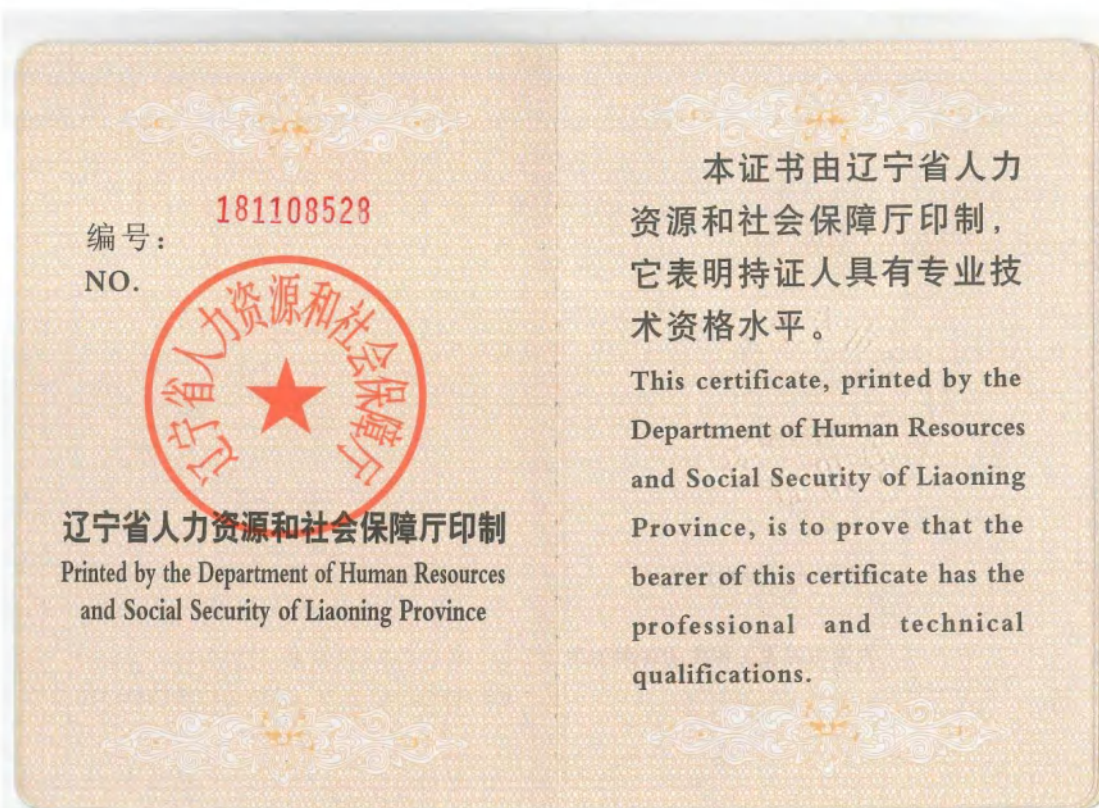 181108528
编号：
NO.
辽宁省人力资源和社会保障厅
辽宁省人力资源和社会保障厅印制
Printed by the Department of Human Resources
and Social Security of Liaoning Province
本证书由辽宁省人力
资源和社会保障厅印制，
它表明持证人具有专业技
术资格水平。
This certificate, printed by the
Department of Human Resources
and Social Security of Liaoning
Province, is to prove that the
bearer of this certificate has the
professional and technical
qualifications.